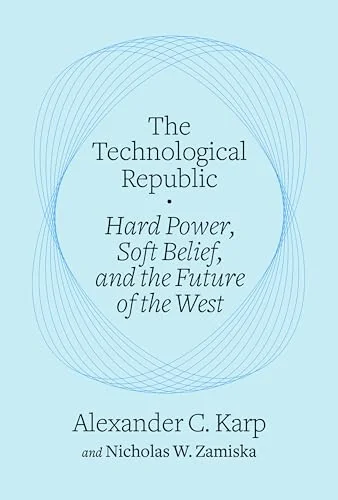 The
Technological
Republic
•
Hard Power,
Soft Belief,
and the Future
of the West
Alexander C. Karp
and Nicholas W. Zamiska